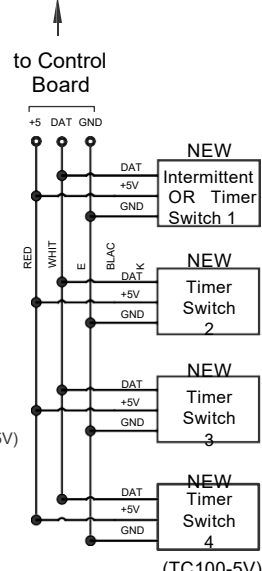 to Control
Board
+5 DAT GND
NEW
DAT
+5V
GND
Intermittent
OR Timer
Switch 1
RED
WHIT
E
BLAC
K
NEW
DAT
+5V
GND
Timer
Switch
2
NEW
DAT
+5V
GND
Timer
Switch
3
V)
NEW
DAT
+5V
GND
Timer
Switch
4
(TC100-5V)